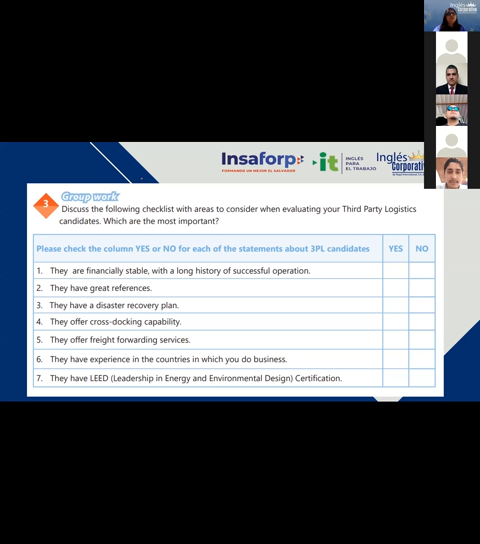 Inglés
Corporativo
Insaforp
FORMANDO UN MEJOR EL SALVADOR
it
INGLÉS
PARA
EL TRABAJO
Inglés
Corporativ
3
Group work
Discuss the following checklist with areas to consider when evaluating your Third Party Logistics
candidates. Which are the most important?
Please check the column YES or NO for each of the statements about 3PL candidates YES NO
1. They are financially stable, with a long history of successful operation.
2. They have great references.
3. They have a disaster recovery plan.
4. They offer cross-docking capability.
5. They offer freight forwarding services.
6. They have experience in the countries in which you do business.
7. They have LEED (Leadership in Energy and Environmental Design) Certification.